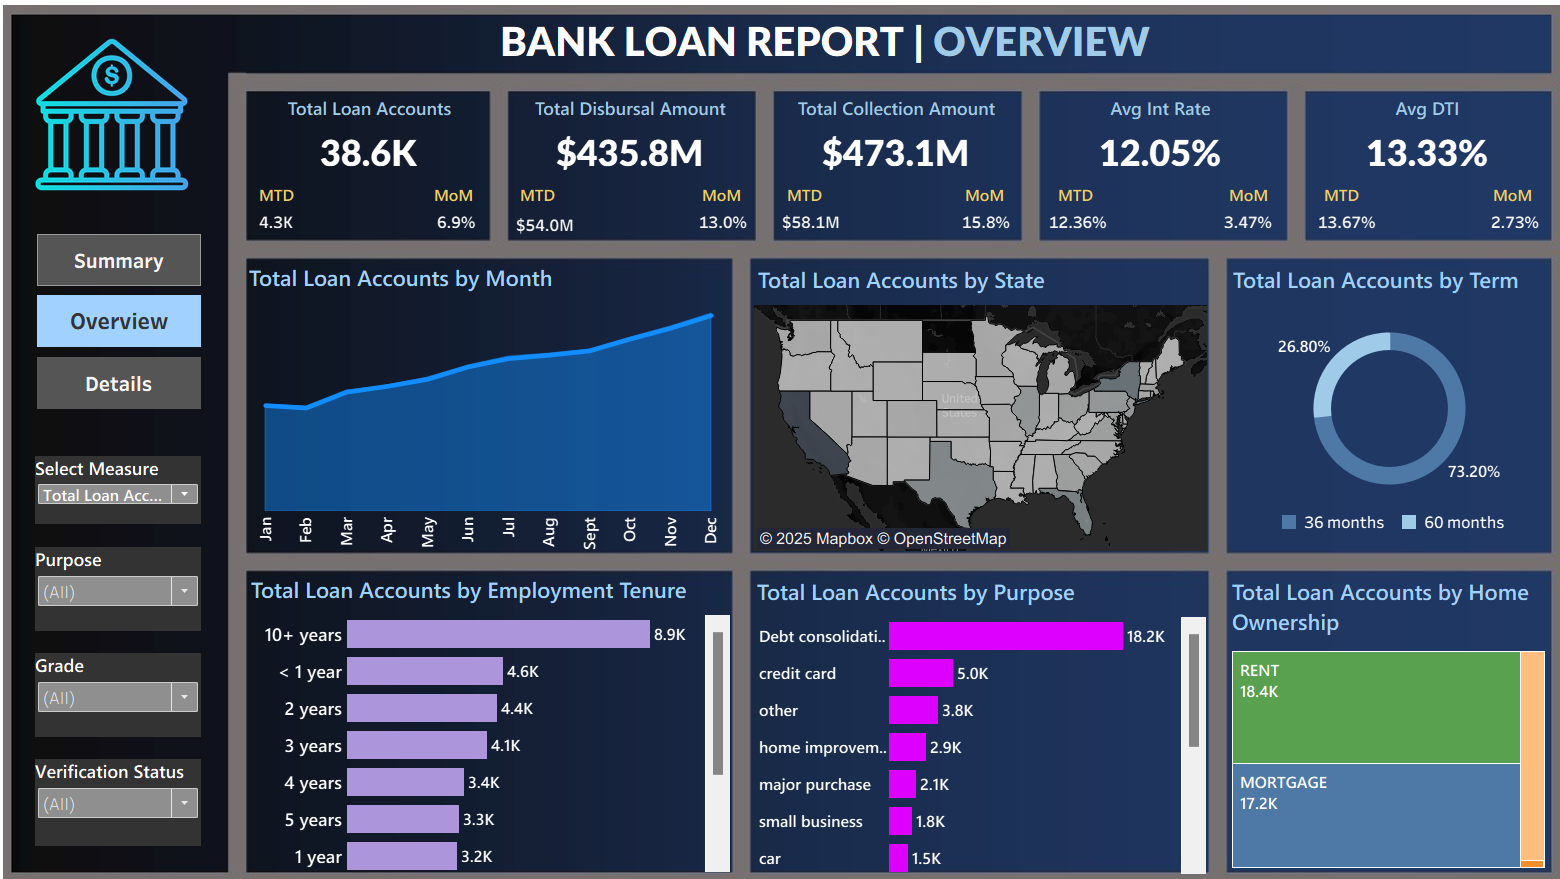 BANK LOAN REPORT | OVERVIEW
$
Summary
Overview
Details
Select Measure
Total Loan Acc...
Purpose
(All)
Grade
(All)
Verification Status
(All)
Total Loan Accounts
38.6K
MTD MoM
4.3K 6.9%
Total Disbursal Amount
$435.8M
MTD MoM
$54.0M 13.0%
Total Collection Amount
$473.1M
MTD MoM
$58.1M 15.8%
Avg Int Rate
12.05%
MTD MoM
12.36% 3.47%
Avg DTI
13.33%
MTD MoM
13.67% 2.73%
Total Loan Accounts by Month
Jan Feb Mar Apr May Jun Jul Aug Sept Oct Nov Dec
Total Loan Accounts by State
United
States
© 2025 Mapbox © OpenStreetMap
Total Loan Accounts by Term
26.80%
73.20%
36 months 60 months
Total Loan Accounts by Employment Tenure
10+ years 8.9K
< 1 year 4.6K
2 years 4.4K
3 years 4.1K
4 years 3.4K
5 years 3.3K
1 year 3.2K
Total Loan Accounts by Purpose
Debt consolidati.. 18.2K
credit card 5.0K
other 3.8K
home improvem.. 2.9K
major purchase 2.1K
small business 1.8K
car 1.5K
Total Loan Accounts by Home
Ownership
RENT
18.4K
MORTGAGE
17.2K